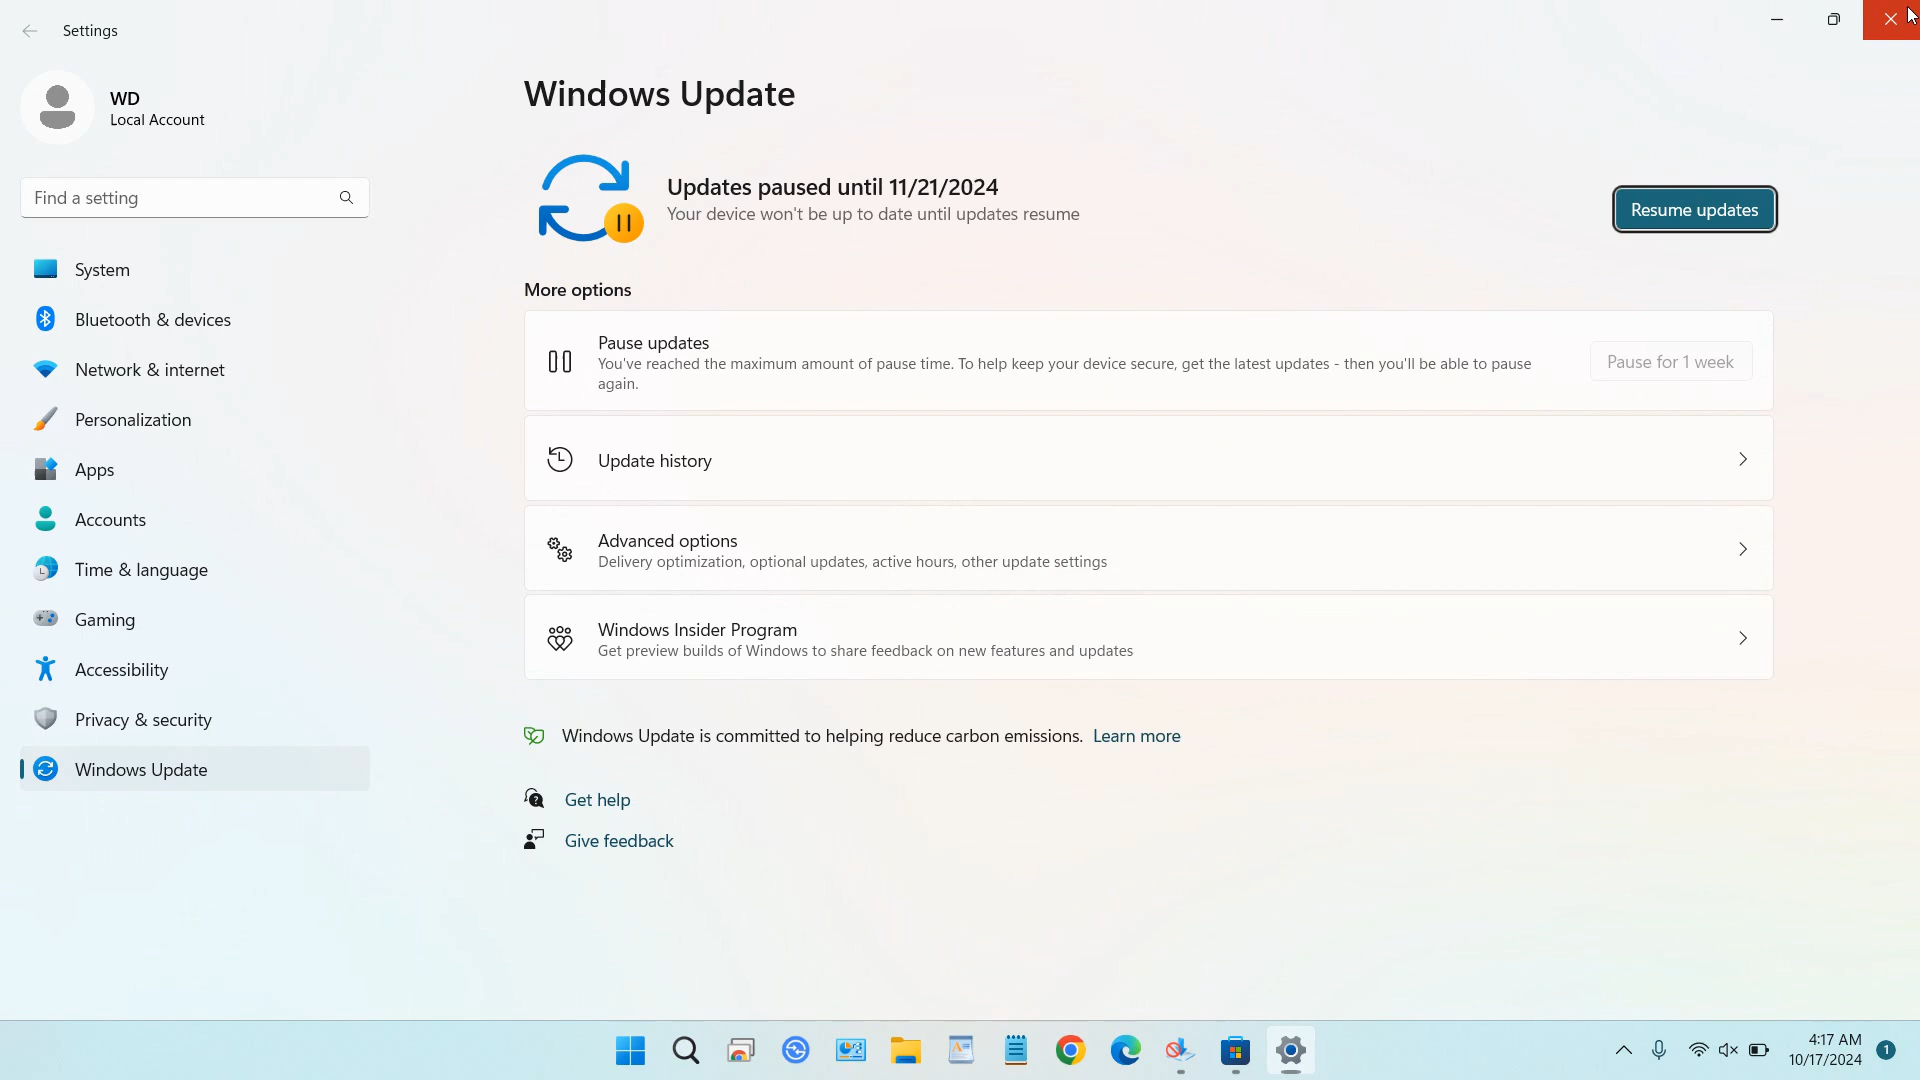 Settings
WD
Local Account
Find a setting
System
Bluetooth & devices
Network & internet
Personalization
Apps
Accounts
Time & language
Gaming
Accessibility
Privacy & security
Windows Update
Windows Update
Updates paused until 11/21/2024
Your device won't be up to date until updates resume
Resume updates
More options
Pause updates
You've reached the maximum amount of pause time. To help keep your device secure, get the latest updates - then you'll be able to pause
again.
Pause for 1 week
Update history
Advanced options
Delivery optimization, optional updates, active hours, other update settings
Windows Insider Program
Get preview builds of Windows to share feedback on new features and updates
Windows Update is committed to helping reduce carbon emissions. Learn more
Get help
Give feedback
4:17 AM
10/17/2024
1